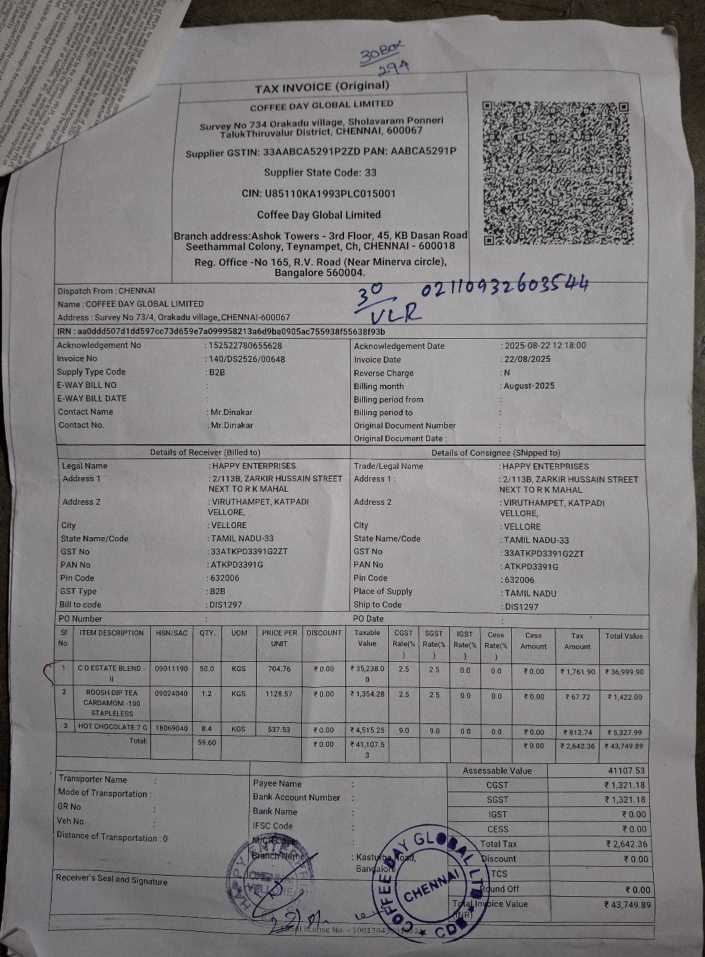 30 Box
294
TAX INVOICE (Original)
COFFEE DAY GLOBAL LIMITED
Survey No 734 Orakadu village, Sholavaram Ponneri
TalukThiruvalur District, CHENNAI, 600067
Supplier GSTIN: 33AABCA5291P2ZD PAN: AABCA5291P
Supplier State Code: 33
CIN: U85110KA1993PLC015001
Coffee Day Global Limited
Branch address:Ashok Towers - 3rd Floor, 45, KB Dasan Road
Seethammal Colony, Teynampet, Ch, CHENNAI - 600018
Reg. Office -No 165, R.V. Road (Near Minerva circle),
Bangalore 560004.
30 02110932603544
VLR
Dispatch From : CHENNAI
Name : COFFEE DAY GLOBAL LIMITED
Address : Survey No 73/4, Orakadu village,,CHENNAI-600067
IRN : aa0ddd507d1dd597cc73d659e7a099958213a6d9ba0905ac755938f55638f93b
Acknowledgement No : 152522780655628 Acknowledgement Date : 2025-08-22 12:18:00
Invoice No : 140/DS2526/00648 Invoice Date : 22/08/2025
Supply Type Code : B2B Reverse Charge : N
E-WAY BILL NO : Billing month : August-2025
E-WAY BILL DATE : Billing period from :
Contact Name : Mr.Dinakar Billing period to :
Contact No. : Mr.Dinakar Original Document Number :
Original Document Date :
Details of Receiver (Billed to) Details of Consignee (Shipped to)
Legal Name : HAPPY ENTERPRISES Trade/Legal Name : HAPPY ENTERPRISES
Address 1 : 2/113B, ZARKIR HUSSAIN STREET Address 1 : : 2/113B, ZARKIR HUSSAIN STREET
NEXT TO R K MAHAL NEXT TO R K MAHAL
Address 2 : VIRUTHAMPET, KATPADI Address 2 : VIRUTHAMPET, KATPADI
VELLORE, VELLORE,
City : VELLORE City : VELLORE
State Name/Code : TAMIL NADU-33 State Name/Code : TAMIL NADU-33
GST No : 33ATKPD3391G2ZT GST No : 33ATKPD3391G2ZT
PAN No : ATKPD3391G PAN No : ATKPD3391G
Pin Code : 632006 Pin Code : 632006
GST Type : B2B Place of Supply : TAMIL NADU
Bill to code : DIS1297 Ship to Code : DIS1297
PO Number : PO Date :
Sl No. ITEM DESCRIPTION HSN/SAC QTY. UOM PRICE PER UNIT DISCOUNT Taxable Value CGST Rate(%) SGST Rate(%) IGST Rate(%) Cess Rate(%) Cess Amount Tax Amount Total Value
1 C D ESTATE BLEND - II 09011190 50.0 KGS 704.76 ₹ 0.00 ₹ 35,238.00 2.5 2.5 0.0 0.0 ₹ 0.00 ₹ 1,761.90 ₹ 36,999.90
2 ROOSH DIP TEA CARDAMOM -100 STAPLELESS 09024040 1.2 KGS 1128.57 ₹ 0.00 ₹ 1,354.28 2.5 2.5 0.0 0.0 ₹ 0.00 ₹ 67.72 ₹ 1,422.00
3 HOT CHOCOLATE 7 G 18069040 8.4 KGS 537.53 ₹ 0.00 ₹ 4,515.25 9.0 9.0 0.0 0.0 ₹ 0.00 ₹ 812.74 ₹ 5,327.99
Total: 59.60 ₹ 0.00 ₹ 41,107.53 ₹ 0.00 ₹ 2,642.36 ₹ 43,749.89
Assessable Value 41107.53
Transporter Name : Payee Name : CGST ₹ 1,321.18
Mode of Transportation : Bank Account Number : SGST ₹ 1,321.18
GR No : Bank Name : IGST ₹ 0.00
Veh No : IFSC Code : CESS ₹ 0.00
Distance of Transportation : 0 MICR Code Total Tax ₹ 2,642.36
Branch Name : Kasturba Road, Bangalore Discount ₹ 0.00
TCS
Receiver's Seal and Signature Round Off ₹ 0.00
Total Invoice Value (INR) ₹ 43,749.89
COFFEE DAY GLOBAL LTD
CHENNAI